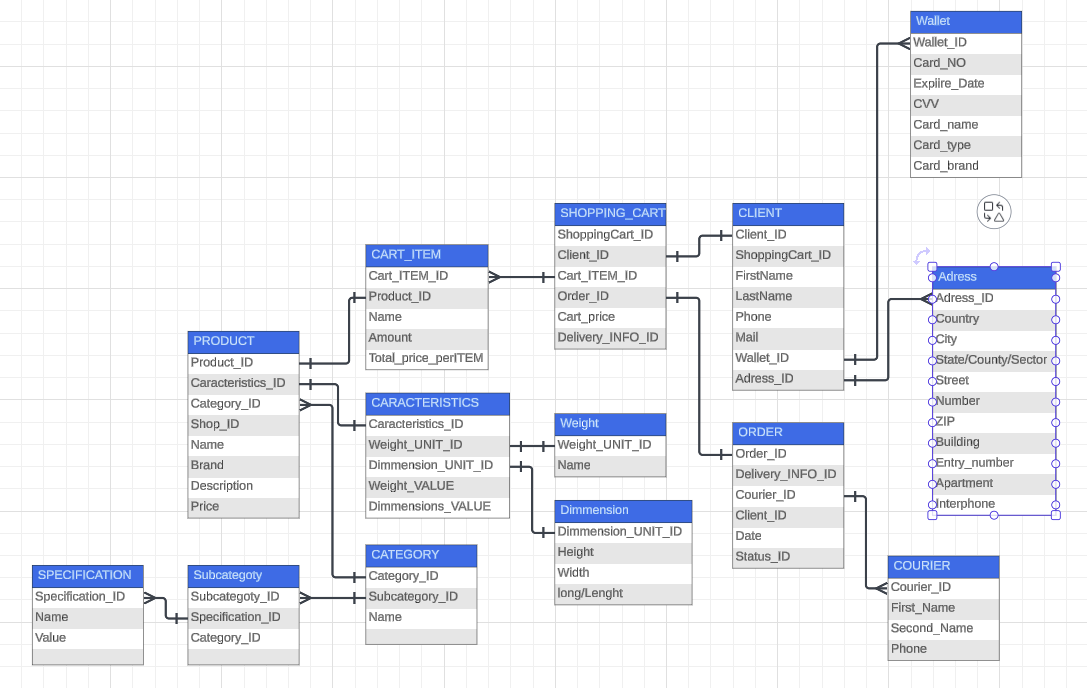 Wallet
Wallet_ID
Card_NO
Expiire_Date
CVV
Card_name
Card_type
Card_brand
SHOPPING_CART
ShoppingCart_ID
Client_ID
Cart_ITEM_ID
Order_ID
Cart_price
Delivery_INFO_ID
CLIENT
Client_ID
ShoppingCart_ID
FirstName
LastName
Phone
Mail
Wallet_ID
Adress_ID
CART_ITEM
Cart_ITEM_ID
Product_ID
Name
Amount
Total_price_perITEM
Adress
Adress_ID
Country
City
State/County/Sector
Street
Number
ZIP
Building
Entry_number
Apartment
Interphone
PRODUCT
Product_ID
Caracteristics_ID
Category_ID
Shop_ID
Name
Brand
Description
Price
CARACTERISTICS
Caracteristics_ID
Weight_UNIT_ID
Dimmension_UNIT_ID
Weight_VALUE
Dimmensions_VALUE
Weight
Weight_UNIT_ID
Name
ORDER
Order_ID
Delivery_INFO_ID
Courier_ID
Client_ID
Date
Status_ID
Dimmension
Dimmension_UNIT_ID
Height
Width
long/Lenght
CATEGORY
Category_ID
Subcategory_ID
Name
COURIER
Courier_ID
First_Name
Second_Name
Phone
SPECIFICATION
Specification_ID
Name
Value
Subcategoty
Subcategoty_ID
Specification_ID
Category_ID